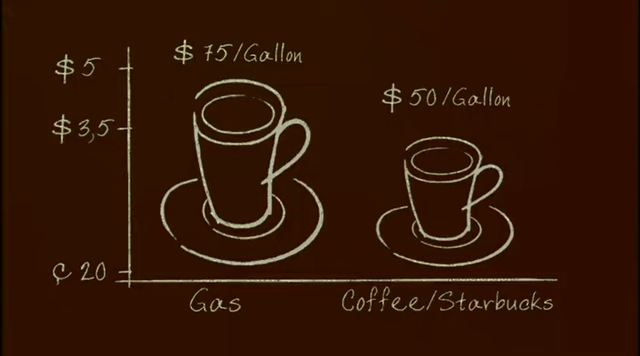 $ 75/Gallon
$ 5
$ 50/Gallon
$ 3,5
¢ 20
Gas
Coffee/Starbucks